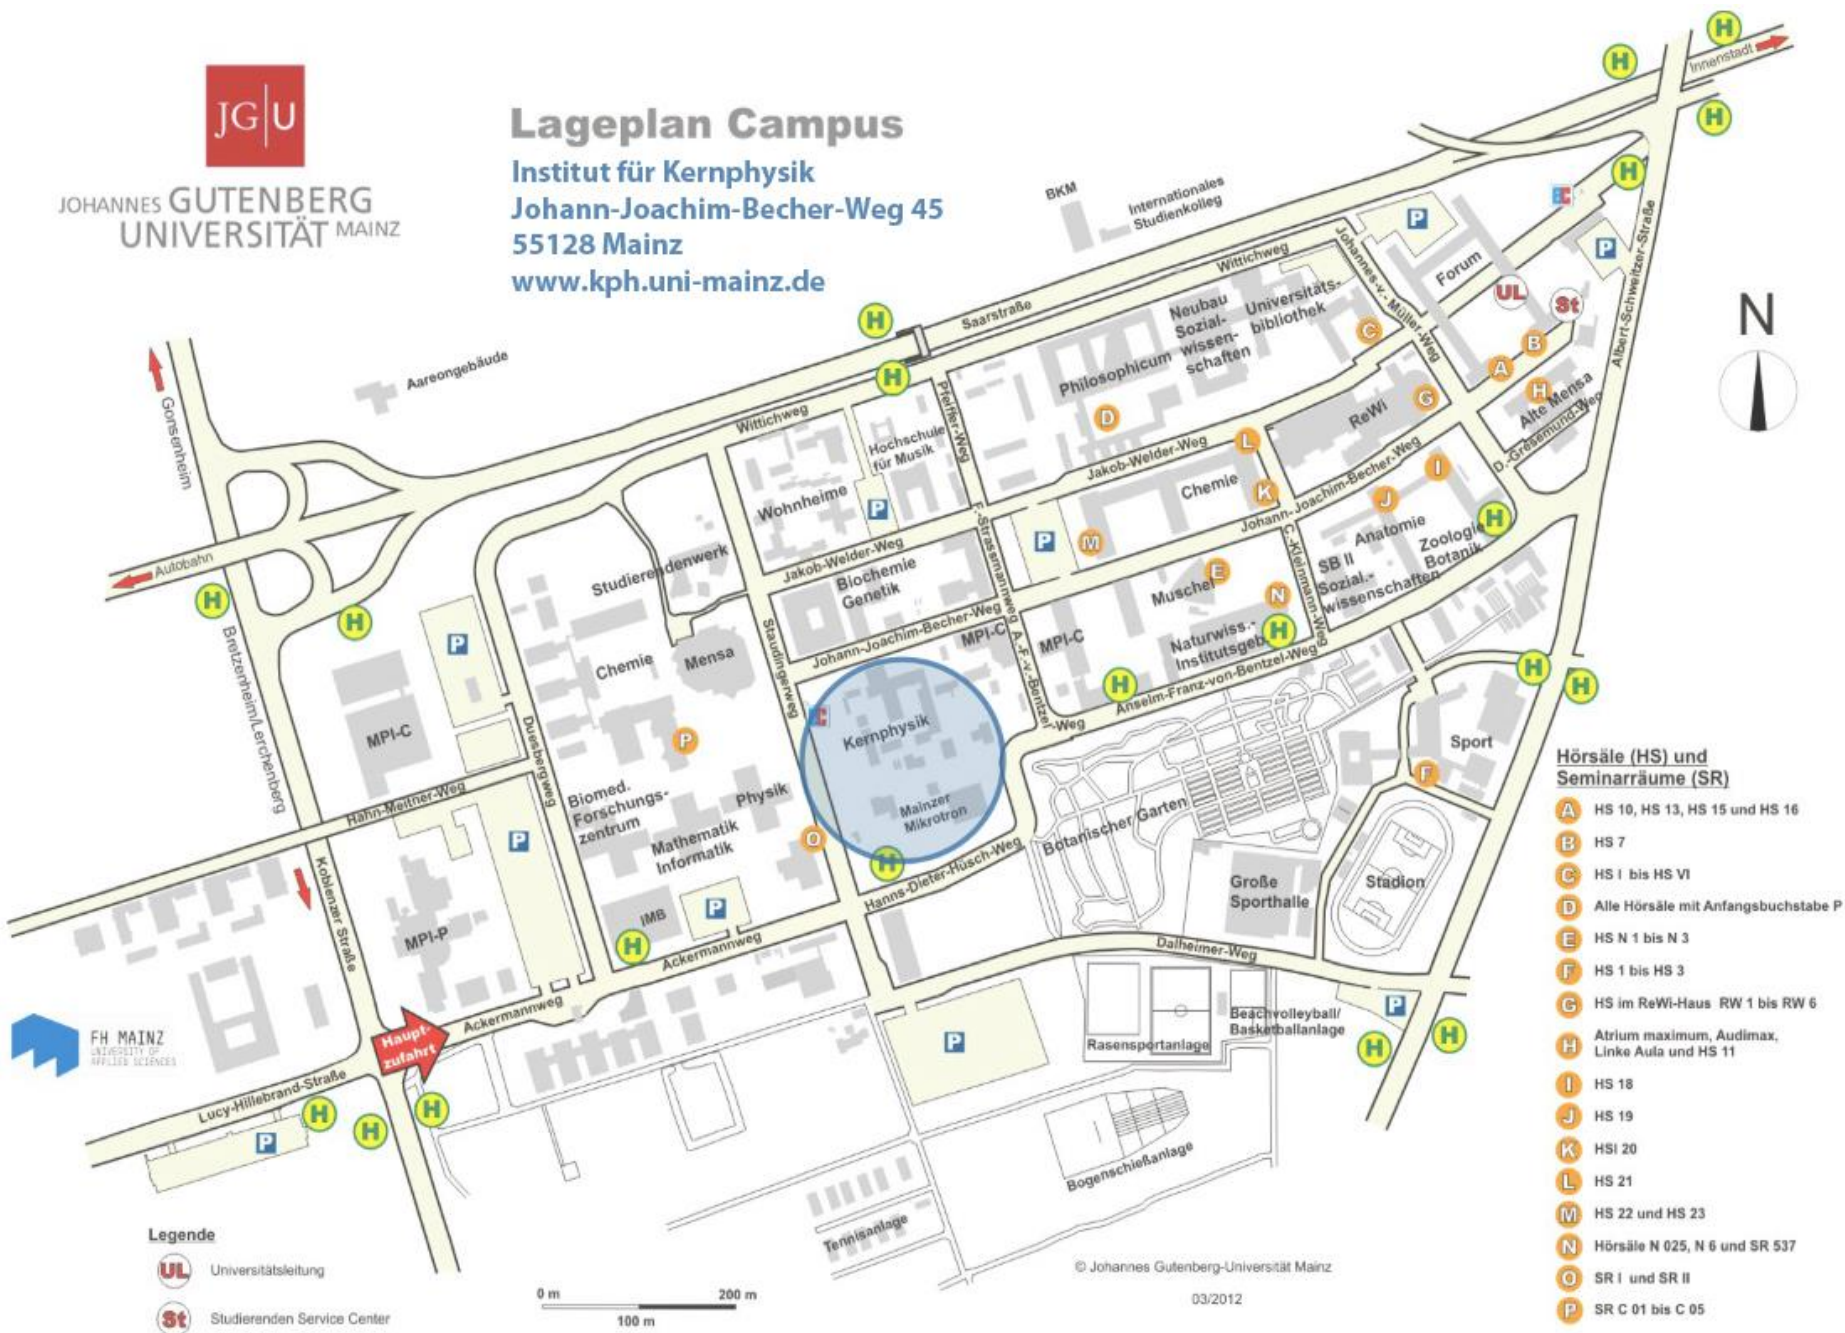 JG|U
JOHANNES GUTENBERG
UNIVERSITÄT MAINZ
Lageplan Campus
Institut für Kernphysik
Johann-Joachim-Becher-Weg 45
55128 Mainz
www.kph.uni-mainz.de
H
H
Innenstadt
H
H
BKM
Internationales
Studienkolleg
P
P
EC
Wittichweg
Johannes-v.-Müller-Weg
Forum
UL
St
Albert-Schweitzer-Straße
N
Saarstraße
H
H
Neubau
Sozial-
wissen-
schaften
Universitäts-
bibliothek
C
B
A
H
Alte Mensa
D.-Gresemund-Weg
Aareongebäude
Gonsenheim
Philosophicum
D
ReWi
G
Wittichweg
Pfeiffer-Weg
Hochschule
für Musik
P
Wohnheime
Jakob-Welder-Weg
L
Chemie
K
Johann-Joachim-Becher-Weg
I
J
Anatomie
Zoologie
Botanik
H
F.-Strassmannweg
P
M
Jakob-Welder-Weg
Biochemie
Genetik
Autobahn
H
H
Studierendenwerk
Muschel
E
N
SB II
Sozial.-
wissenschaften
C.-Kleinmann-Weg
Johann-Joachim-Becher-Weg
MPI-C
MPI-C
Naturwiss.-
Institutsgeb.
H
Bretzenheim/Lerchenberg
P
Chemie
Mensa
Staudingerweg
A.-F.-v.-Bentzel
-Weg
H
Anselm-Franz-von-Bentzel-Weg
H
H
MPI-C
Duesbergweg
P
EC
Kernphysik
Sport
F
Hahn-Meitner-Weg
Biomed.
Forschungs-
zentrum
Physik
Mainzer
Mikrotron
Botanischer Garten
P
Mathematik
Informatik
O
H
Hanns-Dieter-Hüsch-Weg
Große
Sporthalle
Stadion
Koblenzer Straße
MPI-P
IMB
P
H
Ackermannweg
Dalheimer-Weg
Ackermannweg
Haupt-
zufahrt
FH MAINZ
UNIVERSITY OF
APPLIED SCIENCES
P
Rasensportanlage
Beachvolleyball/
Basketballanlage
P
H
H
Lucy-Hillebrand-Straße
H
H
H
P
Bogenschießanlage
Tennisanlage
Hörsäle (HS) und
Seminarräume (SR)
A HS 10, HS 13, HS 15 und HS 16
B HS 7
C HS I bis HS VI
D Alle Hörsäle mit Anfangsbuchstabe P
E HS N 1 bis N 3
F HS 1 bis HS 3
G HS im ReWi-Haus RW 1 bis RW 6
H Atrium maximum, Audimax,
Linke Aula und HS 11
I HS 18
J HS 19
K HSI 20
L HS 21
M HS 22 und HS 23
N Hörsäle N 025, N 6 und SR 537
O SR I und SR II
P SR C 01 bis C 05
Legende
UL Universitätsleitung
St Studierenden Service Center
0 m 200 m
100 m
© Johannes Gutenberg-Universität Mainz
03/2012